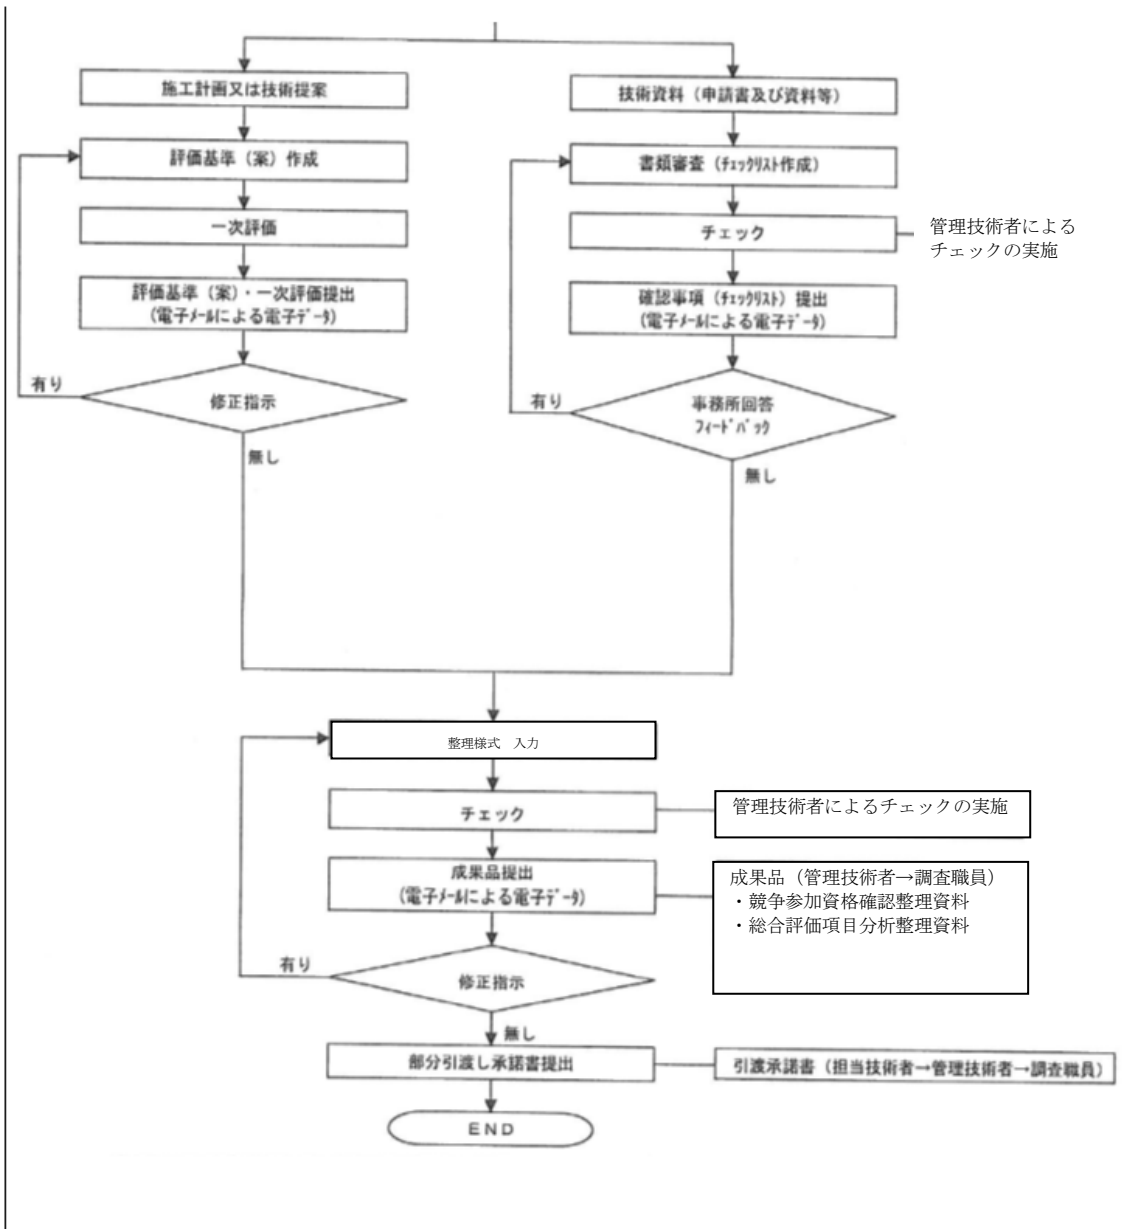 施工計画又は技術提案
評価基準（案）作成
一次評価
評価基準（案）・一次評価提出
(電子ﾒｰﾙによる電子ﾃﾞｰﾀ)
有り
修正指示
無し
技術資料（申請書及び資料等）
書類審査（ﾁｪｯｸﾘｽﾄ作成）
チェック
管理技術者による
チェックの実施
確認事項（ﾁｪｯｸﾘｽﾄ）提出
(電子ﾒｰﾙによる電子ﾃﾞｰﾀ)
有り
事務所回答
ﾌｨｰﾄﾞﾊﾞｯｸ
無し
整理様式　入力
チェック
管理技術者によるチェックの実施
成果品提出
(電子ﾒｰﾙによる電子ﾃﾞｰﾀ)
成果品（管理技術者→調査職員）
・競争参加資格確認整理資料
・総合評価項目分析整理資料
有り
修正指示
無し
部分引渡し承諾書提出
引渡承諾書（担当技術者→管理技術者→調査職員）
END